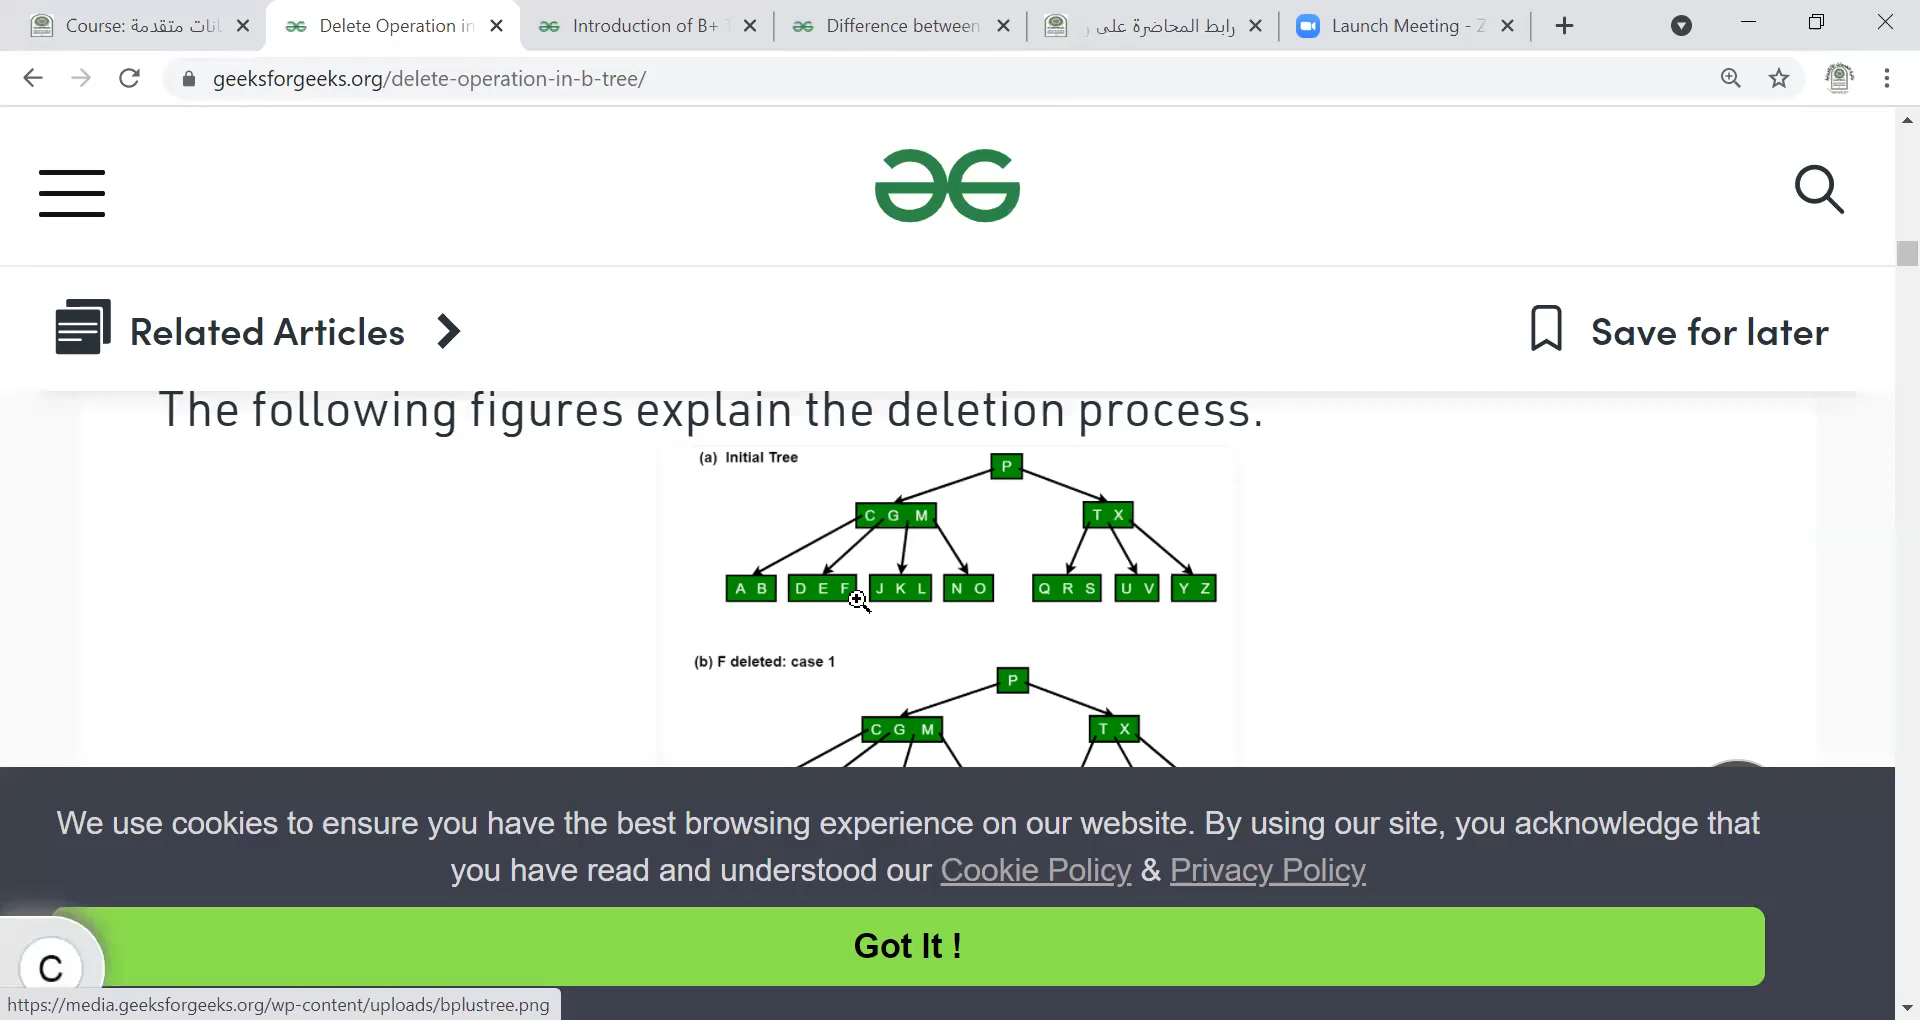 Course: انات متقدمة
Delete Operation in
Introduction of B+ T
Difference between
رابط المحاضرة على
Launch Meeting - Z
geeksforgeeks.org/delete-operation-in-b-tree/
Related Articles
Save for later
The following figures explain the deletion process.
(a) Initial Tree
P
C G M
T X
A B
D E F
J K L
N O
Q R S
U V
Y Z
(b) F deleted: case 1
P
C G M
T X
We use cookies to ensure you have the best browsing experience on our website. By using our site, you acknowledge that
you have read and understood our Cookie Policy & Privacy Policy
Got It !
C
https://media.geeksforgeeks.org/wp-content/uploads/bplustree.png